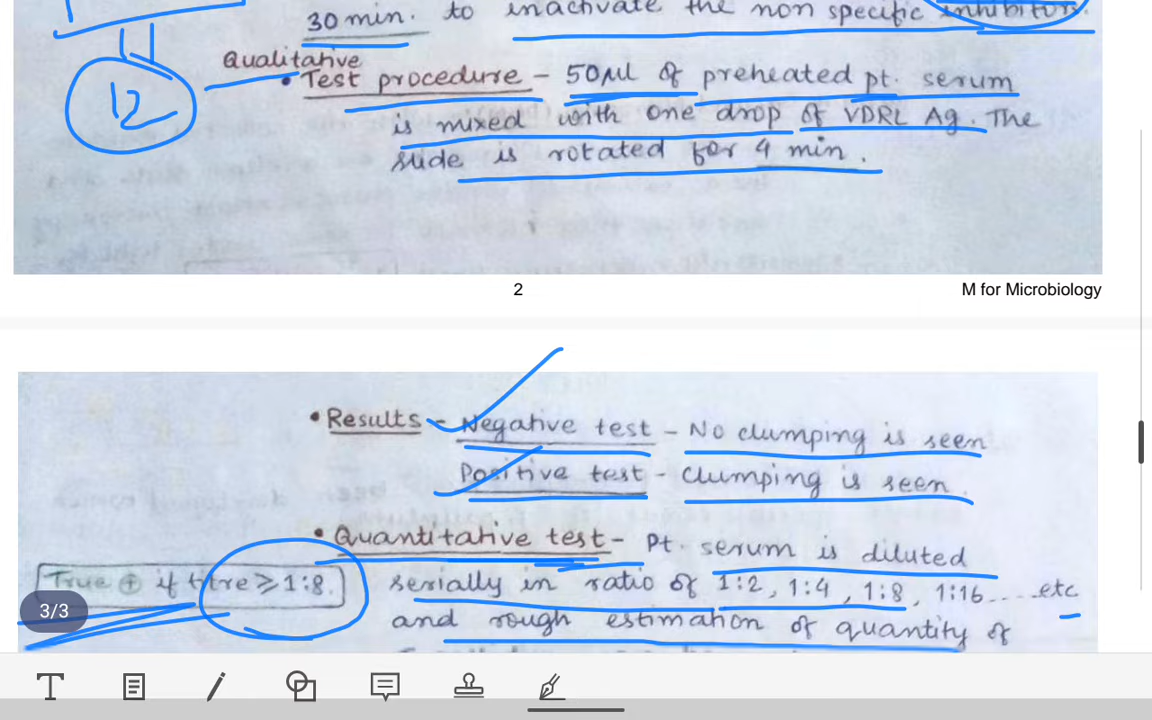 30 min. to inactivate the non specific inhibitors.
12
Qualitative
• Test procedure - 50μl of preheated pt. serum
is mixed with one drop of VDRL Ag. The
slide is rotated for 4 min.
2
M for Microbiology
• Results - Negative test - No clumping is seen
Positive test - Clumping is seen.
• Quantitative test - Pt. serum is diluted
True ⊕ if titre ≥ 1:8.
serially in ratio of 1:2, 1:4, 1:8, 1:16.....etc
3/3
and rough estimation of quantity of
T